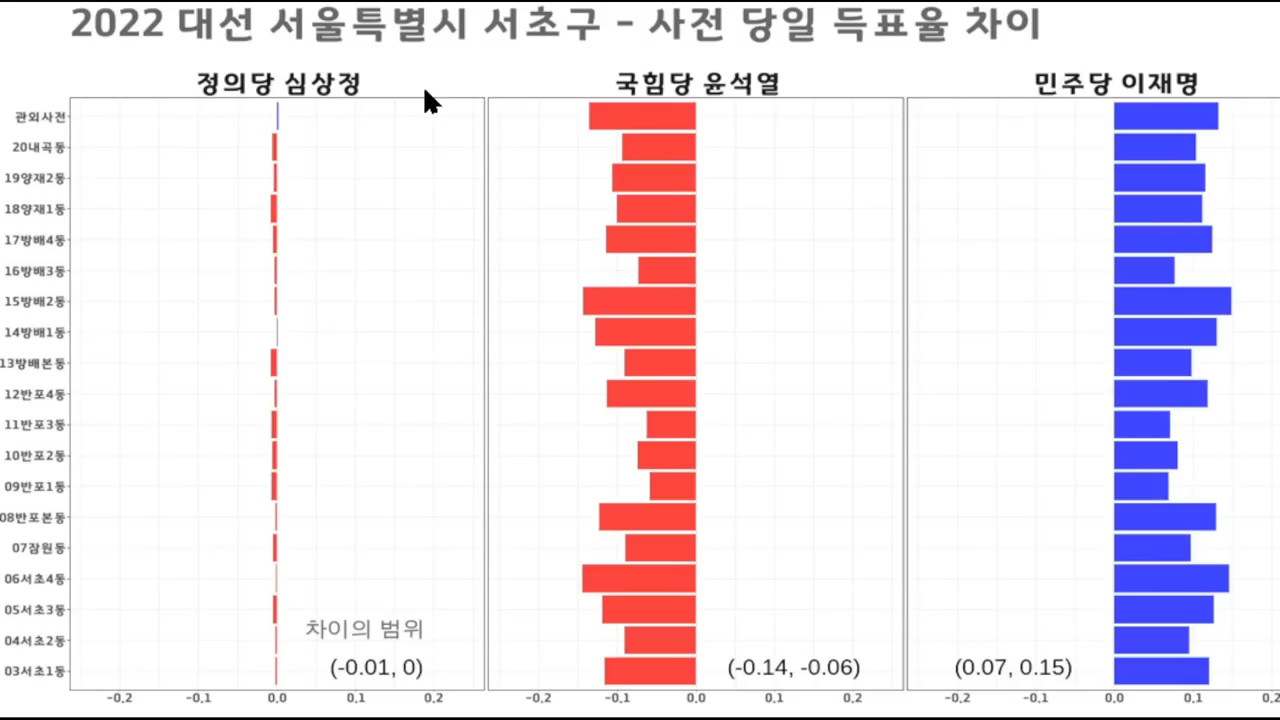 2022 대선 서울특별시 서초구 - 사전 당일 득표율 차이
정의당 심상정
국힘당 윤석열
민주당 이재명
관외사전
20내곡동
19양재2동
18양재1동
17방배4동
16방배3동
15방배2동
14방배1동
13방배본동
12반포4동
11반포3동
10반포2동
09반포1동
08반포본동
07잠원동
06서초4동
05서초3동
04서초2동
03서초1동
차이의 범위
(-0.01, 0)
(-0.14, -0.06)
(0.07, 0.15)
-0.2 -0.1 0.0 0.1 0.2
-0.2 -0.1 0.0 0.1 0.2
-0.2 -0.1 0.0 0.1 0.2